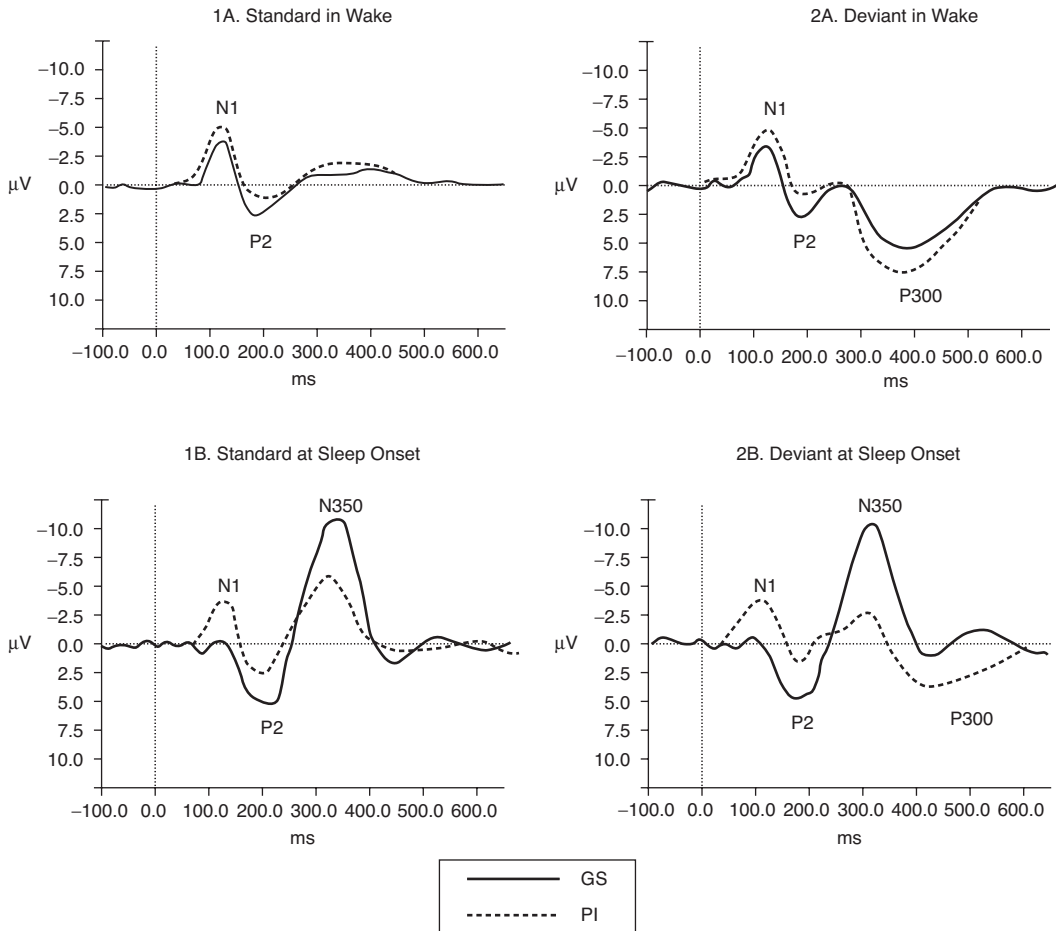 1A. Standard in Wake
−10.0
−7.5
−5.0
−2.5
0.0
2.5
5.0
7.5
10.0
μV
N1
P2
−100.0 0.0 100.0 200.0 300.0 400.0 500.0 600.0
ms
2A. Deviant in Wake
−10.0
−7.5
−5.0
−2.5
0.0
2.5
5.0
7.5
10.0
μV
N1
P2
P300
−100.0 0.0 100.0 200.0 300.0 400.0 500.0 600.0
ms
1B. Standard at Sleep Onset
−10.0
−7.5
−5.0
−2.5
0.0
2.5
5.0
7.5
10.0
μV
N1
P2
N350
−100.0 0.0 100.0 200.0 300.0 400.0 500.0 600.0
ms
2B. Deviant at Sleep Onset
−10.0
−7.5
−5.0
−2.5
0.0
2.5
5.0
7.5
10.0
μV
N1
P2
N350
P300
−100.0 0.0 100.0 200.0 300.0 400.0 500.0 600.0
ms
GS
PI